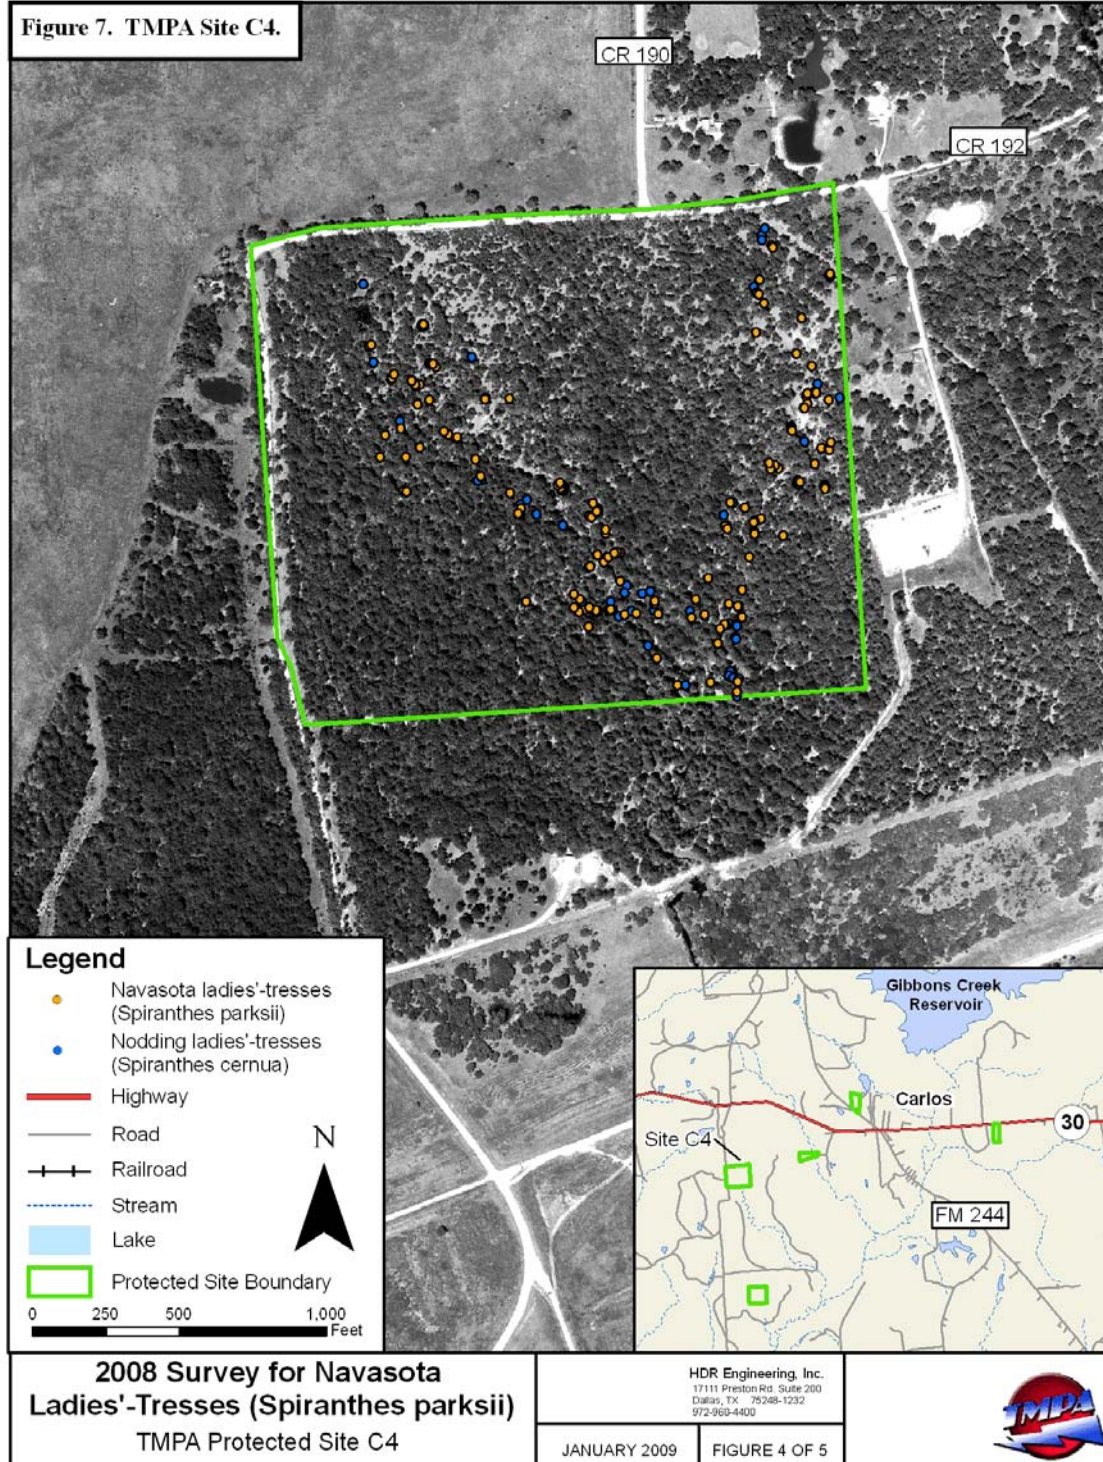 Figure 7.  TMPA Site C4.
CR 190
CR 192
Legend
Navasota ladies'-tresses
(Spiranthes parksii)
Nodding ladies'-tresses
(Spiranthes cernua)
Highway
Road
Railroad
Stream
Lake
Protected Site Boundary
N
0 250 500 1,000
Feet
Gibbons Creek
Reservoir
Carlos
30
Site C4
FM 244
2008 Survey for Navasota
Ladies'-Tresses (Spiranthes parksii)
TMPA Protected Site C4
HDR Engineering, Inc.
17111 Preston Rd. Suite 200
Dallas, TX 75248-1232
972-960-4400
JANUARY 2009
FIGURE 4 OF 5
TMPA